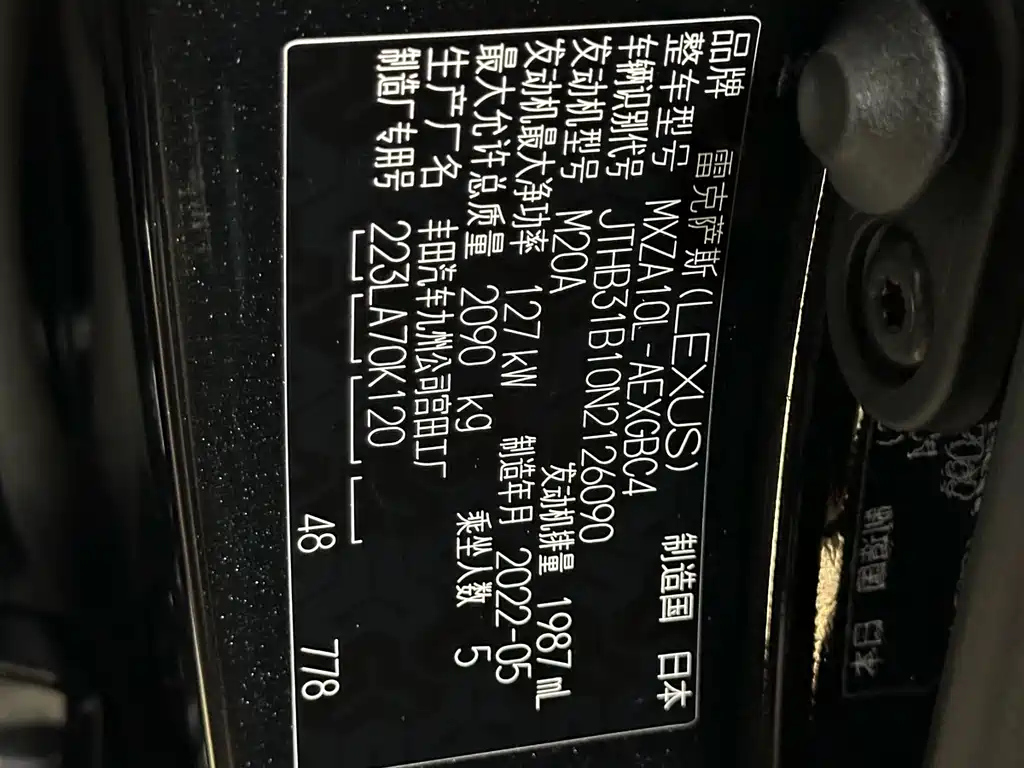 品牌 雷克萨斯(LEXUS) 制造国 日本
整车型号 MXZA10L-AEXGBC4
车辆识别代号 JTHB31B10N2126090
发动机型号 M20A 发动机排量 1987 mL
发动机最大净功率 127 kW 制造年月 2022-05
最大允许总质量 2090 kg 乘坐人数 5
生产厂名 丰田汽车九州公司宫田工厂
制造厂专用号 223LA70K120
48 778